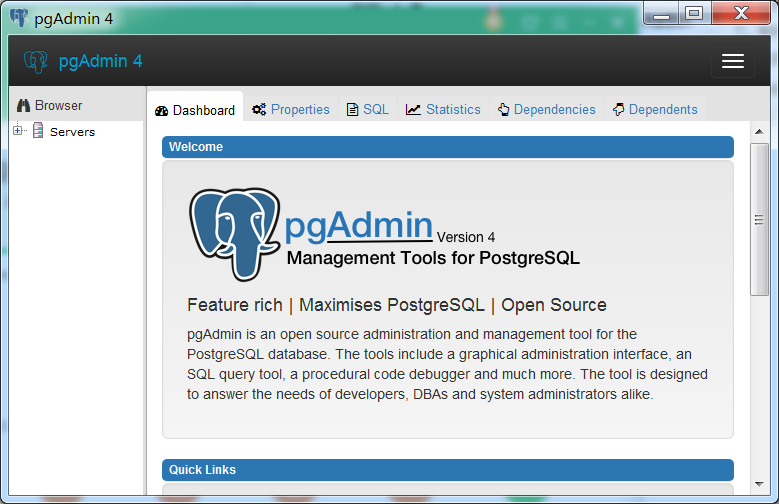 pgAdmin 4
pgAdmin 4
Browser
Servers
Dashboard Properties SQL Statistics Dependencies Dependents
Welcome
pgAdmin Version 4
Management Tools for PostgreSQL
Feature rich | Maximises PostgreSQL | Open Source
pgAdmin is an open source administration and management tool for the
PostgreSQL database. The tools include a graphical administration interface, an
SQL query tool, a procedural code debugger and much more. The tool is designed
to answer the needs of developers, DBAs and system administrators alike.
Quick Links